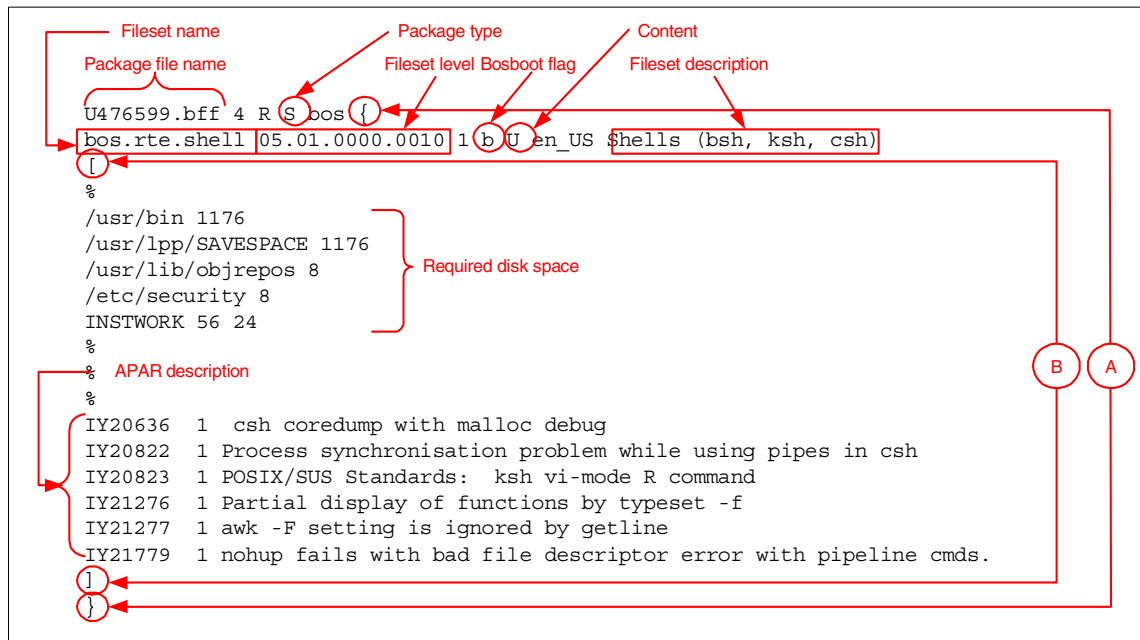 Fileset name
Package type
Content
Package file name
Fileset level Bosboot flag
Fileset description
U476599.bff 4 R S bos {
bos.rte.shell 05.01.0000.0010 1 b U en_US Shells (bsh, ksh, csh)
[
%
/usr/bin 1176
/usr/lpp/SAVESPACE 1176
/usr/lib/objrepos 8
Required disk space
/etc/security 8
INSTWORK 56 24
%
% APAR description
%
B
A
IY20636 1 csh coredump with malloc debug
IY20822 1 Process synchronisation problem while using pipes in csh
IY20823 1 POSIX/SUS Standards: ksh vi-mode R command
IY21276 1 Partial display of functions by typeset -f
IY21277 1 awk -F setting is ignored by getline
IY21779 1 nohup fails with bad file descriptor error with pipeline cmds.
]
}